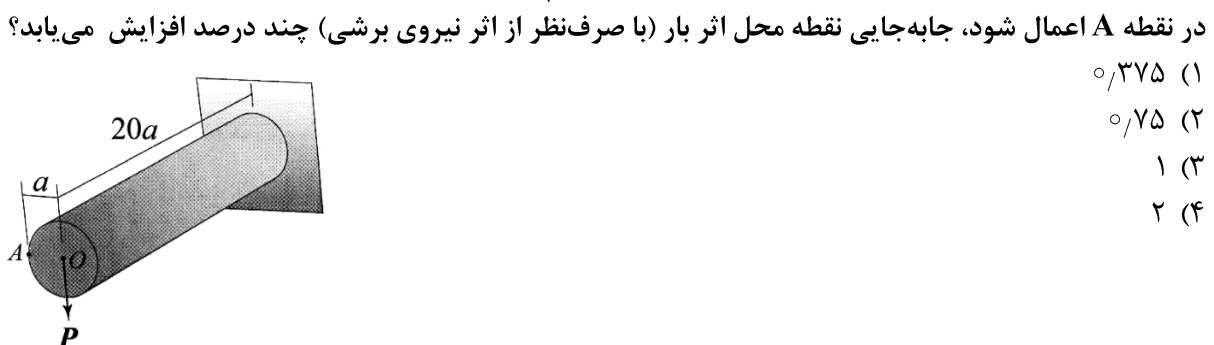 در نقطه A اعمال شود، جابه‌جایی نقطه محل اثر بار (با صرف‌نظر از اثر نیروی برشی) چند درصد افزایش می‌یابد؟
۱) ۰/۳۷۵
۲) ۰/۷۵
۳) ۱
۴) ۲
20a
a
A
O
P